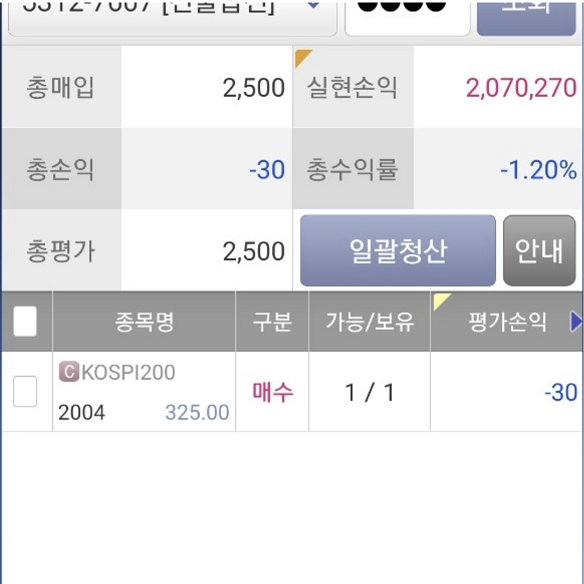 총매입 2,500 실현손익 2,070,270
총손익 -30 총수익률 -1.20%
총평가 2,500 일괄청산 안내
종목명 구분 가능/보유 평가손익
C KOSPI200
매수 1 / 1 -30
2004 325.00